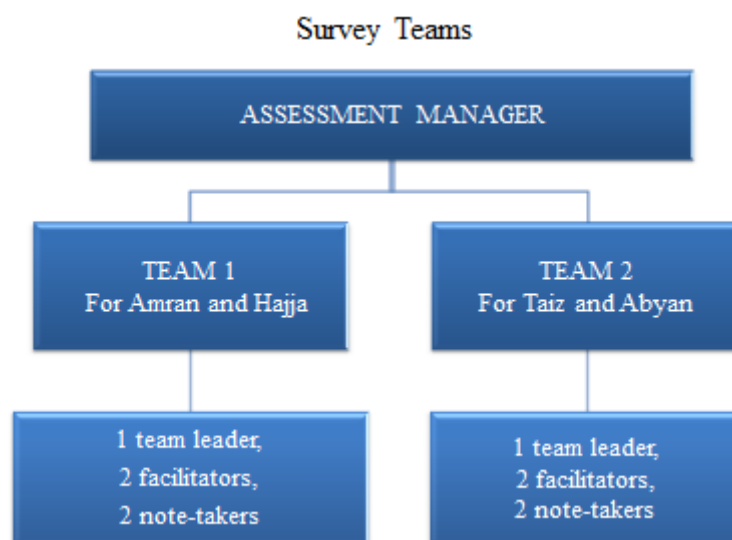 Survey Teams
ASSESSMENT MANAGER
TEAM 1
For Amran and Hajja
TEAM 2
For Taiz and Abyan
1 team leader,
2 facilitators,
2 note-takers
1 team leader,
2 facilitators,
2 note-takers